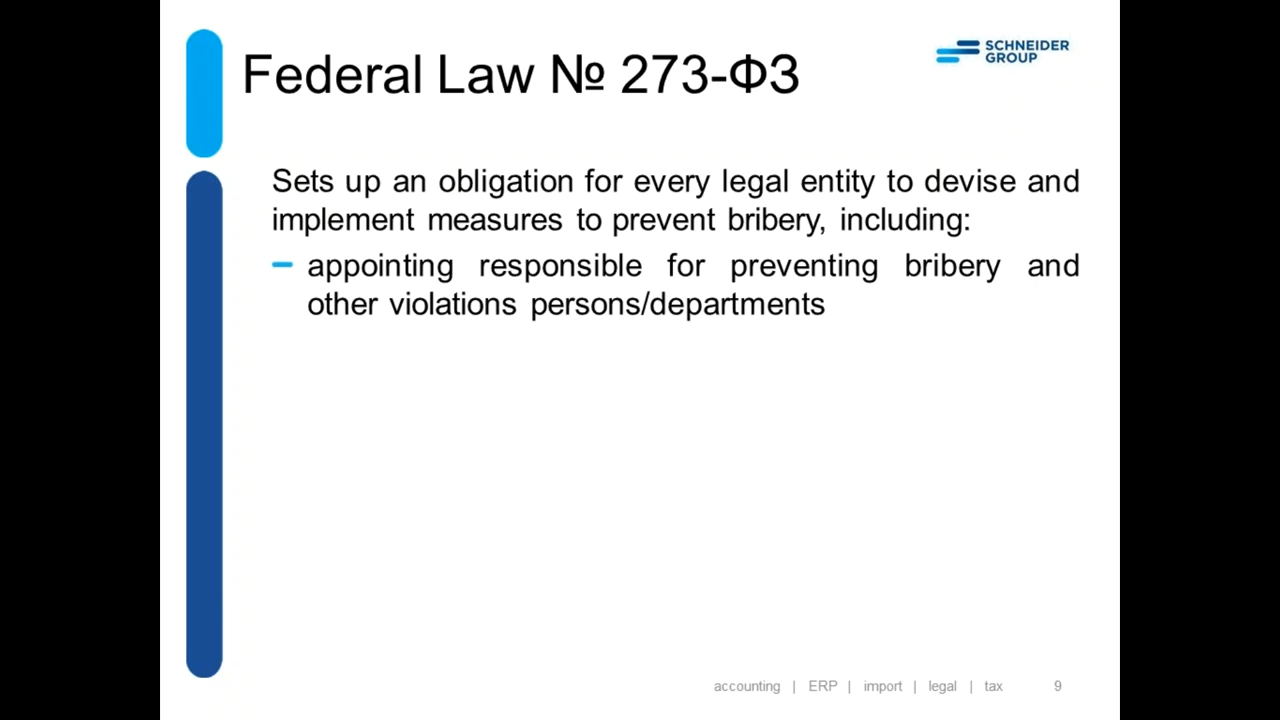 Federal Law № 273-ФЗ
SCHNEIDER
GROUP
Sets up an obligation for every legal entity to devise and
implement measures to prevent bribery, including:
– appointing responsible for preventing bribery and
other violations persons/departments
accounting | ERP | import | legal | tax 9